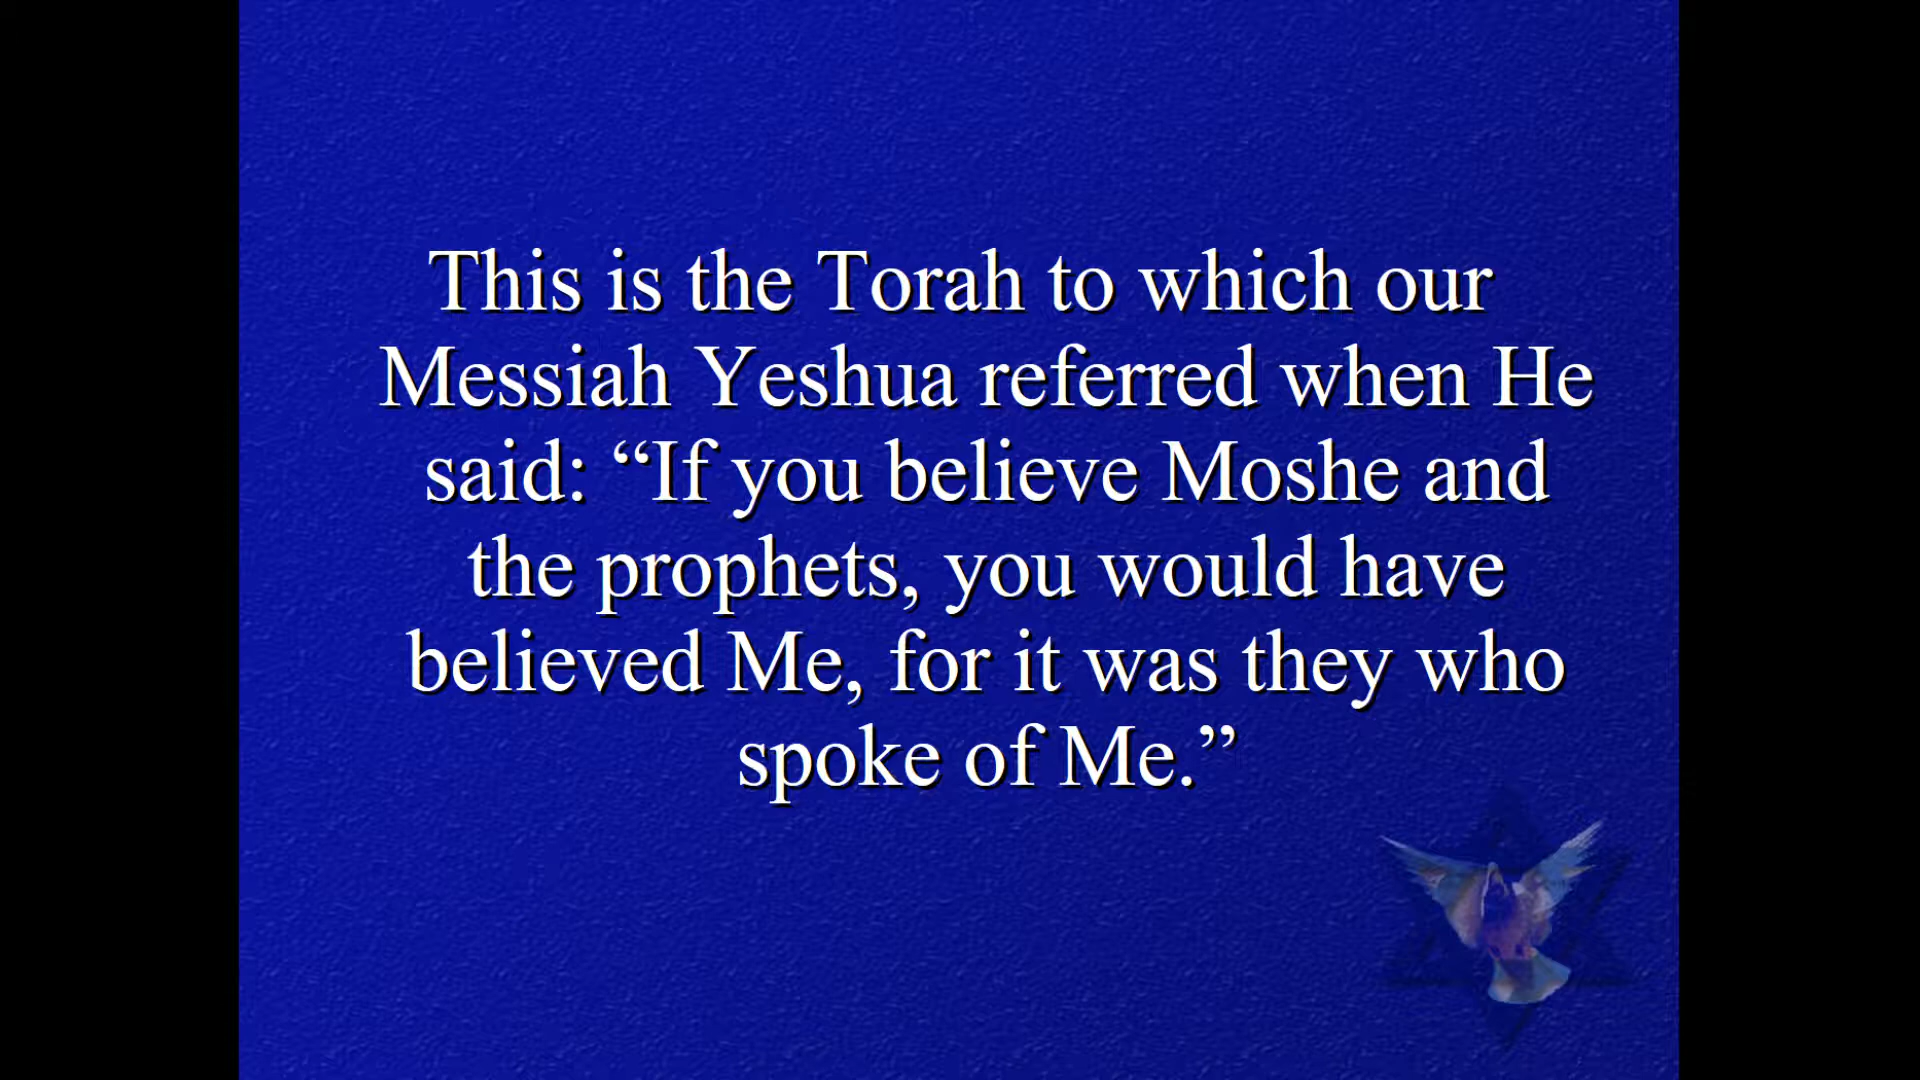 This is the Torah to which our
Messiah Yeshua referred when He
said: “If you believe Moshe and
the prophets, you would have
believed Me, for it was they who
spoke of Me.”